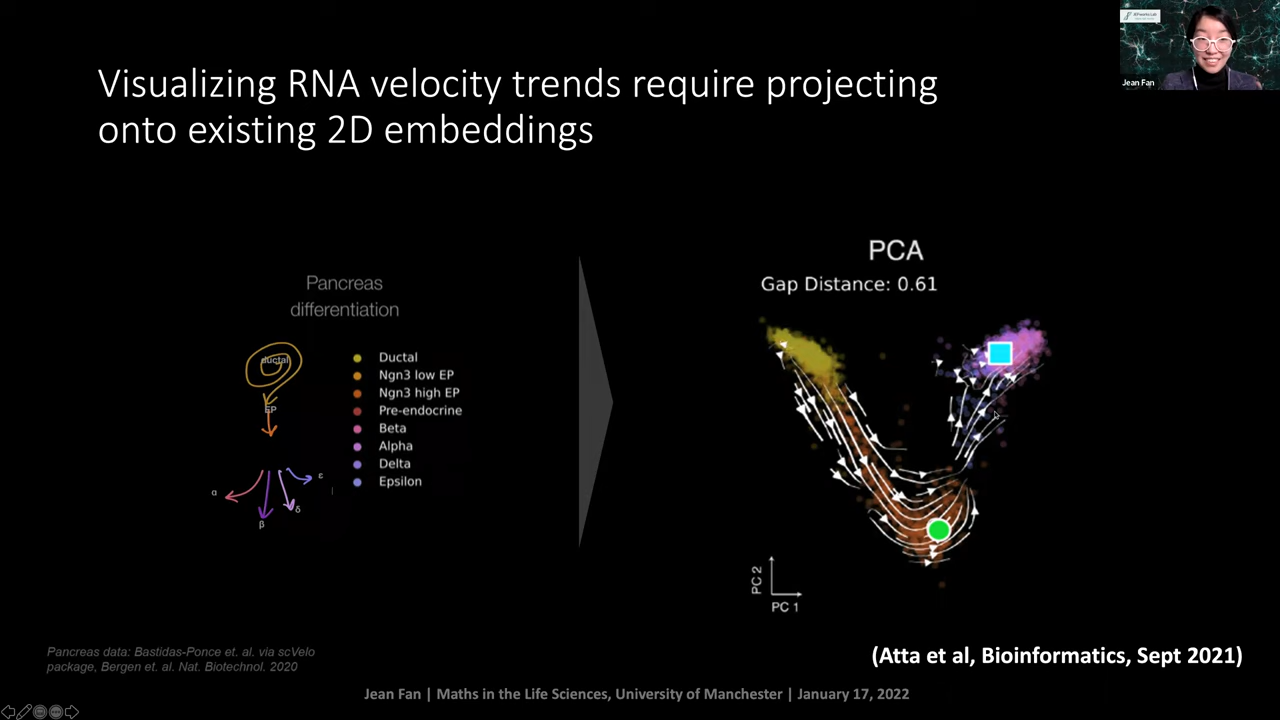 Visualizing RNA velocity trends require projecting
onto existing 2D embeddings
Jean Fan
Pancreas
differentiation
ductal
EP
α
β
δ
ε
Ductal
Ngn3 low EP
Ngn3 high EP
Pre-endocrine
Beta
Alpha
Delta
Epsilon
PCA
Gap Distance: 0.61
PC 2
PC 1
Pancreas data: Bastidas-Ponce et. al. via scVelo
package, Bergen et. al. Nat. Biotechnol. 2020
(Atta et al, Bioinformatics, Sept 2021)
Jean Fan | Maths in the Life Sciences, University of Manchester | January 17, 2022